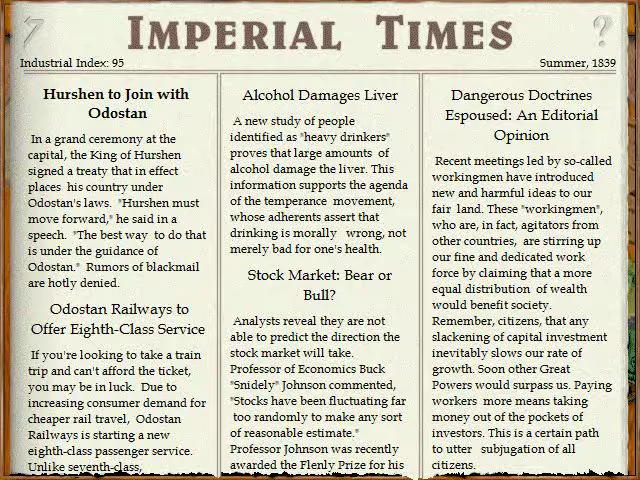 IMPERIAL TIMES
Industrial Index: 95
Summer, 1839
Hurshen to Join with
Odostan
In a grand ceremony at the
capital, the King of Hurshen
signed a treaty that in effect
places his country under
Odostan's laws. "Hurshen must
move forward," he said in a
speech. "The best way to do that
is under the guidance of
Odostan." Rumors of blackmail
are hotly denied.
Odostan Railways to
Offer Eighth-Class Service
If you're looking to take a train
trip and can't afford the ticket,
you may be in luck. Due to
increasing consumer demand for
cheaper rail travel, Odostan
Railways is starting a new
eighth-class passenger service.
Unlike seventh-class,
Alcohol Damages Liver
A new study of people
identified as "heavy drinkers"
proves that large amounts of
alcohol damage the liver. This
information supports the agenda
of the temperance movement,
whose adherents assert that
drinking is morally wrong, not
merely bad for one's health.
Stock Market: Bear or
Bull?
Analysts reveal they are not
able to predict the direction the
stock market will take.
Professor of Economics Buck
"Snidely" Johnson commented,
"Stocks have been fluctuating far
too randomly to make any sort
of reasonable estimate."
Professor Johnson was recently
awarded the Flenly Prize for his
Dangerous Doctrines
Espoused: An Editorial
Opinion
Recent meetings led by so-called
workingmen have introduced
new and harmful ideas to our
fair land. These "workingmen",
who are, in fact, agitators from
other countries, are stirring up
our fine and dedicated work
force by claiming that a more
equal distribution of wealth
would benefit society.
Remember, citizens, that any
slackening of capital investment
inevitably slows our rate of
growth. Soon other Great
Powers would surpass us. Paying
workers more means taking
money out of the pockets of
investors. This is a certain path
to utter subjugation of all
citizens.